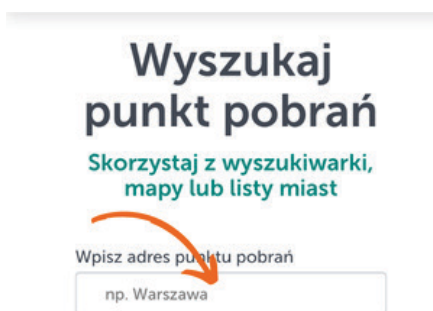 Wyszukaj
punkt pobrań
Skorzystaj z wyszukiwarki,
mapy lub listy miast
Wpisz adres punktu pobrań
np. Warszawa